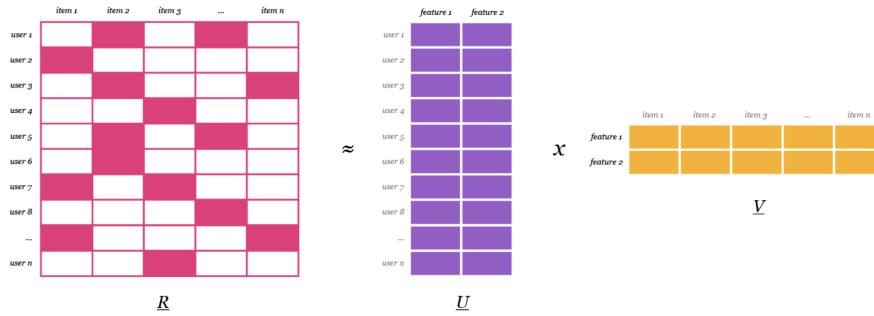 item 1 item 2 item 3 ... item n
user 1
user 2
user 3
user 4
user 5
user 6
user 7
user 8
...
user n
R
≈
feature 1 feature 2
user 1
user 2
user 3
user 4
user 5
user 6
user 7
user 8
...
user n
U
x
item 1 item 2 item 3 ... item n
feature 1
feature 2
V